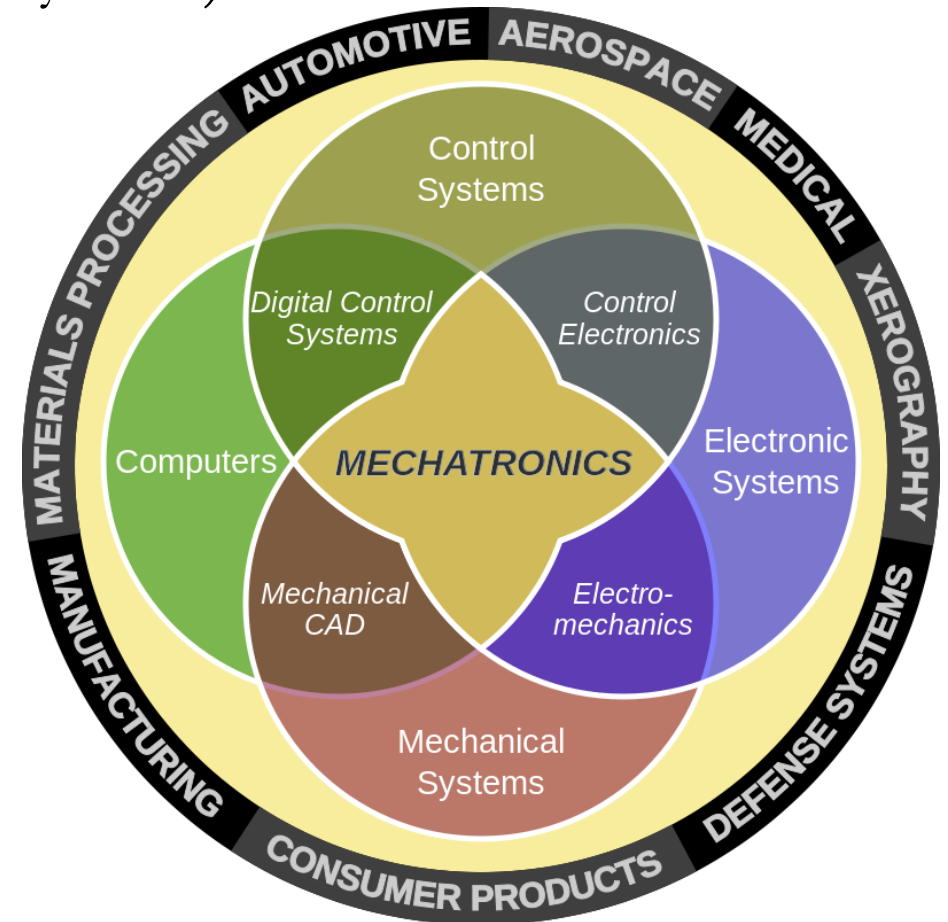 AUTOMOTIVE
AEROSPACE
MEDICAL
XEROGRAPHY
DEFENSE SYSTEMS
CONSUMER PRODUCTS
MANUFACTURING
MATERIALS PROCESSING
Control
Systems
Digital Control
Systems
Control
Electronics
Computers
MECHATRONICS
Electronic
Systems
Mechanical
CAD
Electro-
mechanics
Mechanical
Systems